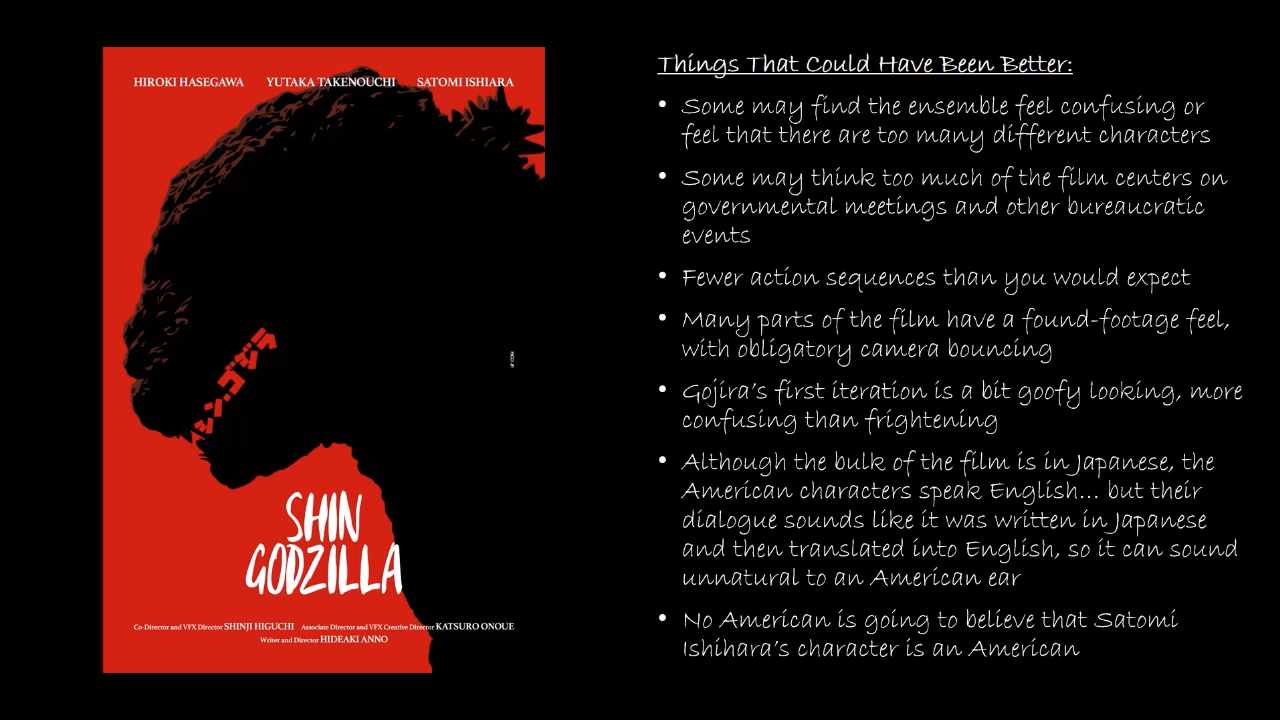 HIROKI HASEGAWA YUTAKA TAKENOUCHI SATOMI ISHIARA
シン・ゴジラ
SHIN
GODZILLA
Co-Director and VFX Director SHINJI HIGUCHI Associate Director and VFX Creative Director KATSURO ONOUE
Writer and Director HIDEAKI ANNO
Things That Could Have Been Better:
• Some may find the ensemble feel confusing or
feel that there are too many different characters
• Some may think too much of the film centers on
governmental meetings and other bureaucratic
events
• Fewer action sequences than you would expect
• Many parts of the film have a found-footage feel,
with obligatory camera bouncing
• Gojira's first iteration is a bit goofy looking, more
confusing than frightening
• Although the bulk of the film is in Japanese, the
American characters speak English... but their
dialogue sounds like it was written in Japanese
and then translated into English, so it can sound
unnatural to an American ear
• No American is going to believe that Satomi
Ishihara's character is an American